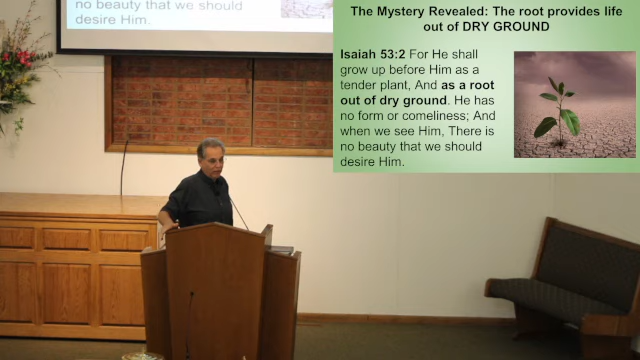 no beauty that we should
desire Him.
The Mystery Revealed: The root provides life
out of DRY GROUND
Isaiah 53:2 For He shall
grow up before Him as a
tender plant, And as a root
out of dry ground. He has
no form or comeliness; And
when we see Him, There is
no beauty that we should
desire Him.